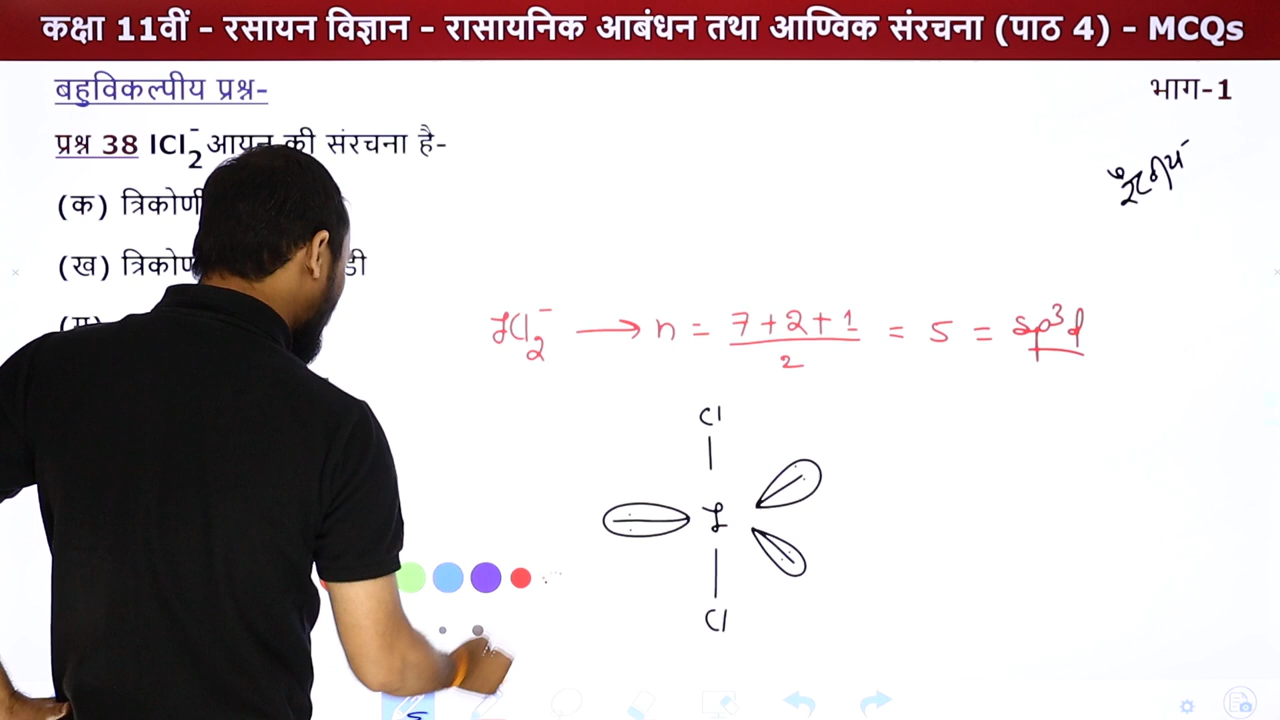 कक्षा 11वीं - रसायन विज्ञान - रासायनिक आबंधन तथा आण्विक संरचना (पाठ 4) - MCQs
बहुविकल्पीय प्रश्न-
भाग-1
प्रश्न 38 ICl₂⁻ आयन की संरचना है-
(क) त्रिकोणी
(ख) त्रिकोण
डी
ICl₂⁻ → n = 7+2+1/2 = 5 = sp³d
Cl
I
Cl